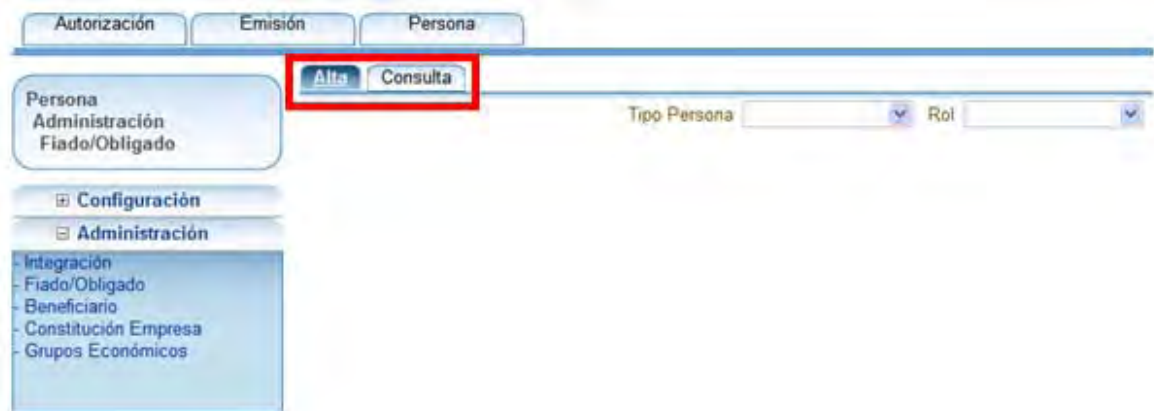 Autorización Emisión Persona
Alta Consulta
Persona
Administración
Fiado/Obligado
Tipo Persona Rol
Configuración
Administración
- Integración
- Fiado/Obligado
- Beneficiario
- Constitución Empresa
- Grupos Económicos